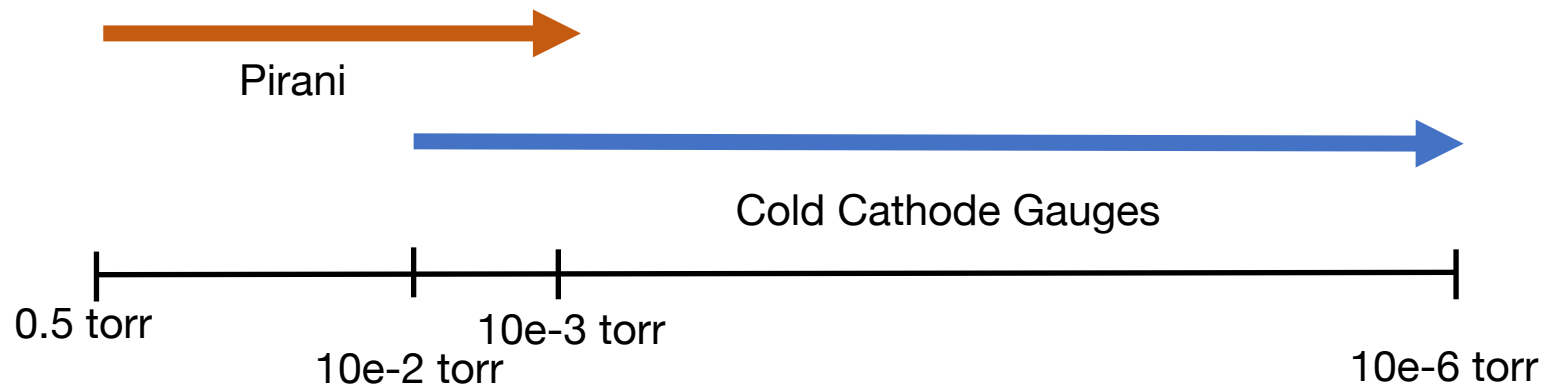 Pirani
Cold Cathode Gauges
0.5 torr
10e-3 torr
10e-2 torr
10e-6 torr